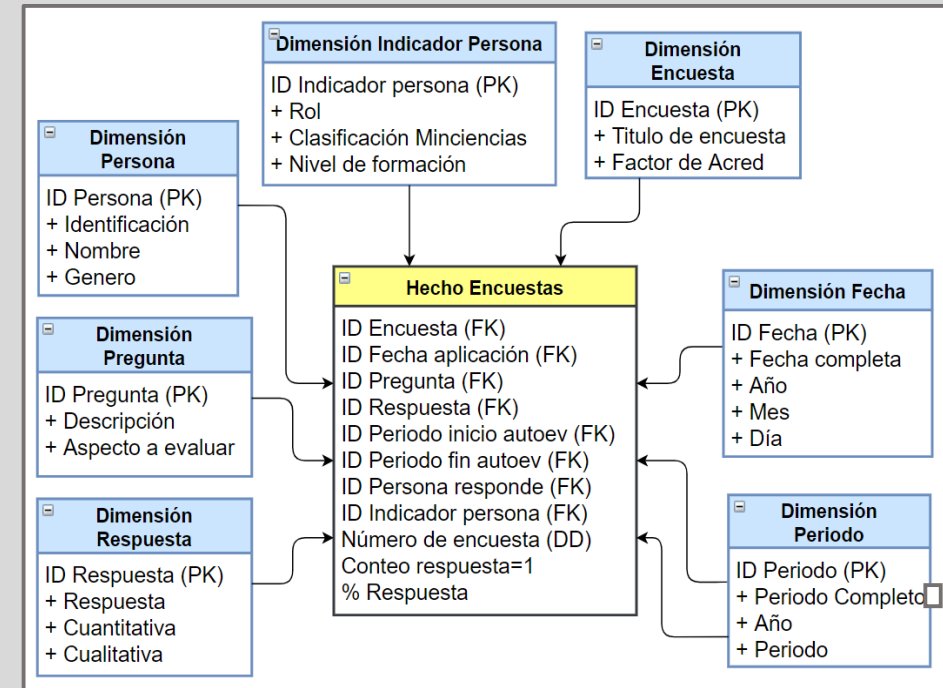 Dimensión Indicador Persona
ID Indicador persona (PK)
+ Rol
+ Clasificación Minciencias
+ Nivel de formación
Dimensión
Encuesta
ID Encuesta (PK)
+ Titulo de encuesta
+ Factor de Acred
Dimensión
Persona
ID Persona (PK)
+ Identificación
+ Nombre
+ Genero
Hecho Encuestas
ID Encuesta (FK)
ID Fecha aplicación (FK)
ID Pregunta (FK)
ID Respuesta (FK)
ID Periodo inicio autoev (FK)
ID Periodo fin autoev (FK)
ID Persona responde (FK)
ID Indicador persona (FK)
Número de encuesta (DD)
Conteo respuesta=1
% Respuesta
Dimensión Fecha
ID Fecha (PK)
+ Fecha completa
+ Año
+ Mes
+ Día
Dimensión
Pregunta
ID Pregunta (PK)
+ Descripción
+ Aspecto a evaluar
Dimensión
Respuesta
ID Respuesta (PK)
+ Respuesta
+ Cuantitativa
+ Cualitativa
Dimensión
Periodo
ID Periodo (PK)
+ Periodo Completo
+ Año
+ Periodo